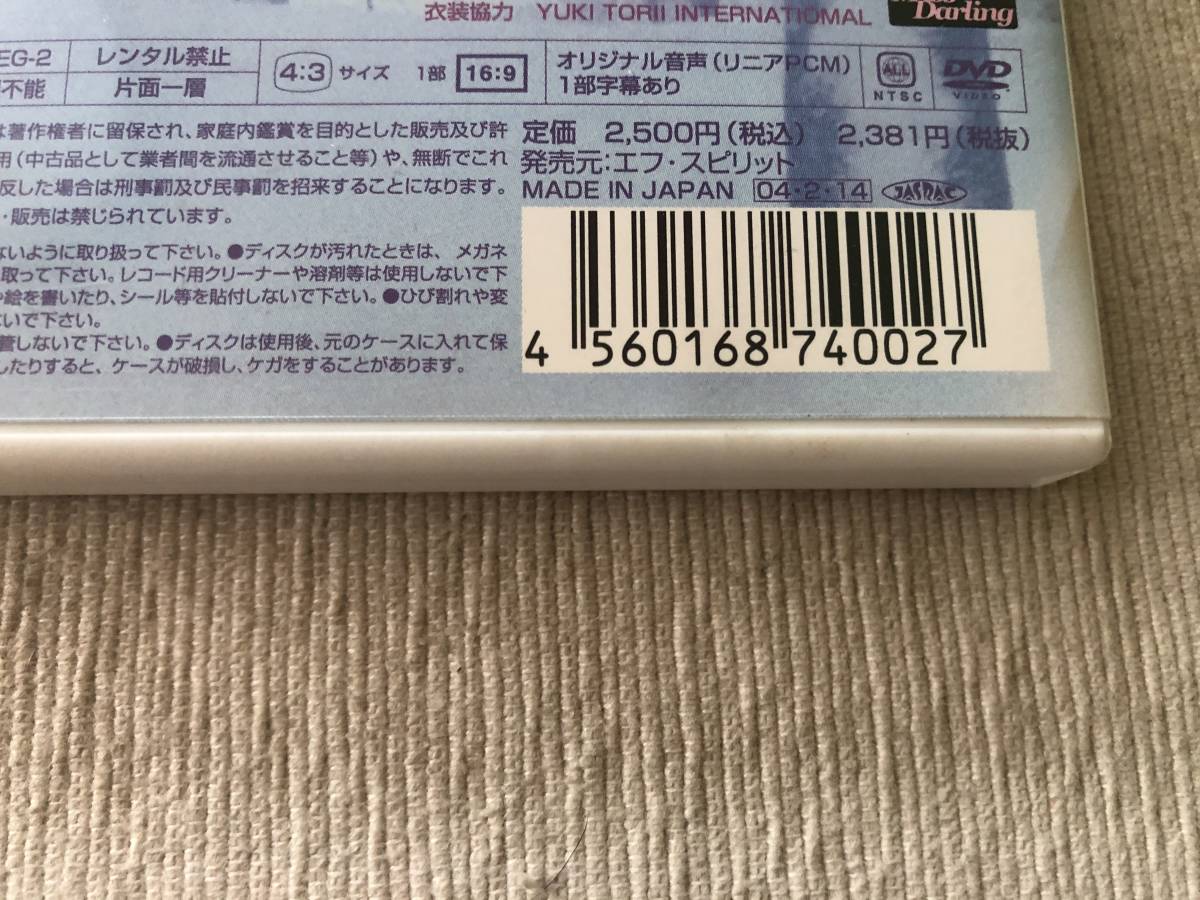 衣装協力 YUKI TORII INTERNATIOMAL
Darling
EG-2 レンタル禁止
不能 片面一層
4:3 サイズ 1部 16:9
オリジナル音声(リニアPCM)
1部字幕あり
ALL
NTSC
DVD
VIDEO
は著作権者に留保され、家庭内鑑賞を目的とした販売及び許
用(中古品として業者間を流通させること等)や、無断でこれ
反した場合は刑事罰及び民事罰を招来することになります。
・販売は禁じられています。
定価 2,500円(税込) 2,381円(税抜)
発売元:エフ・スピリット
MADE IN JAPAN 04・2・14 JASRAC
ないように取り扱って下さい。●ディスクが汚れたときは、メガネ
取って下さい。レコード用クリーナーや溶剤等は使用しないで下
や絵を書いたり、シール等を貼付しないで下さい。●ひび割れや変
いで下さい。
管しないで下さい。●ディスクは使用後、元のケースに入れて保
したりすると、ケースが破損し、ケガをすることがあります。
4 560168 740027